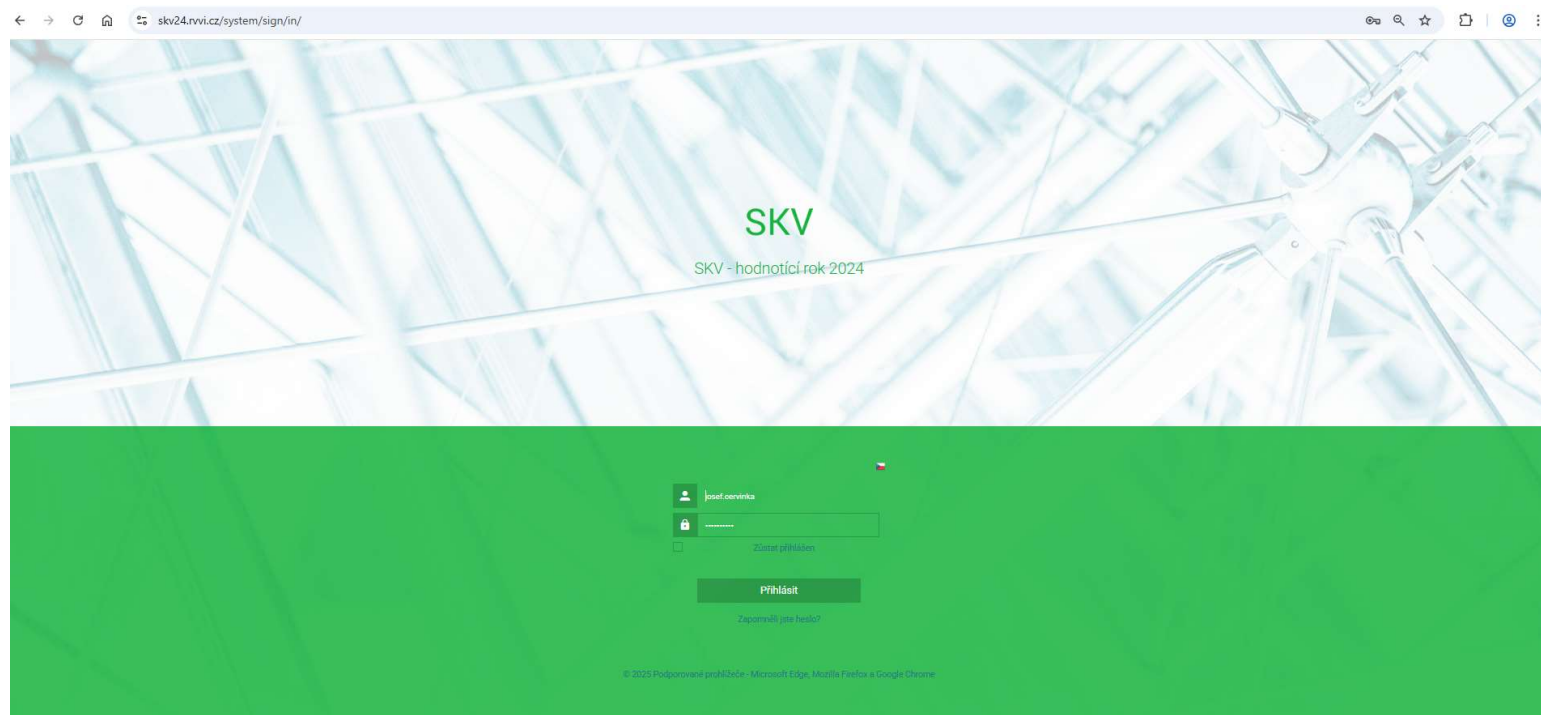 skv24.rvvi.cz/system/sign/in/
SKV
SKV - hodnotící rok 2024
josef.cervinka
----------
Zůstat přihlášen
Přihlásit
Zapomněli jste heslo?
© 2025 Podporované prohlížeče - Microsoft Edge, Mozilla Firefox a Google Chrome